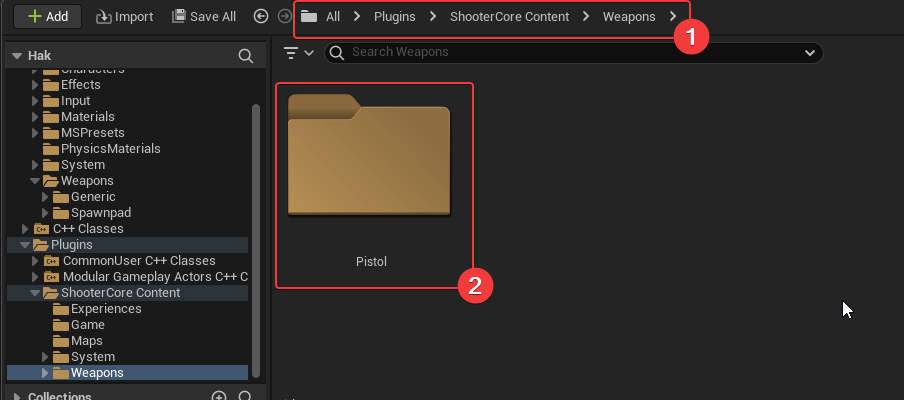 Add Import Save All All Plugins ShooterCore Content Weapons
1
Hak
Search Weapons
Characters
Effects
Input
Materials
MSPresets
PhysicsMaterials
System
Weapons
Generic
Spawnpad
C++ Classes
Plugins
CommonUser C++ Classes
Modular Gameplay Actors C++ C
ShooterCore Content
Experiences
Game
Maps
System
Weapons
Collections
Pistol
2